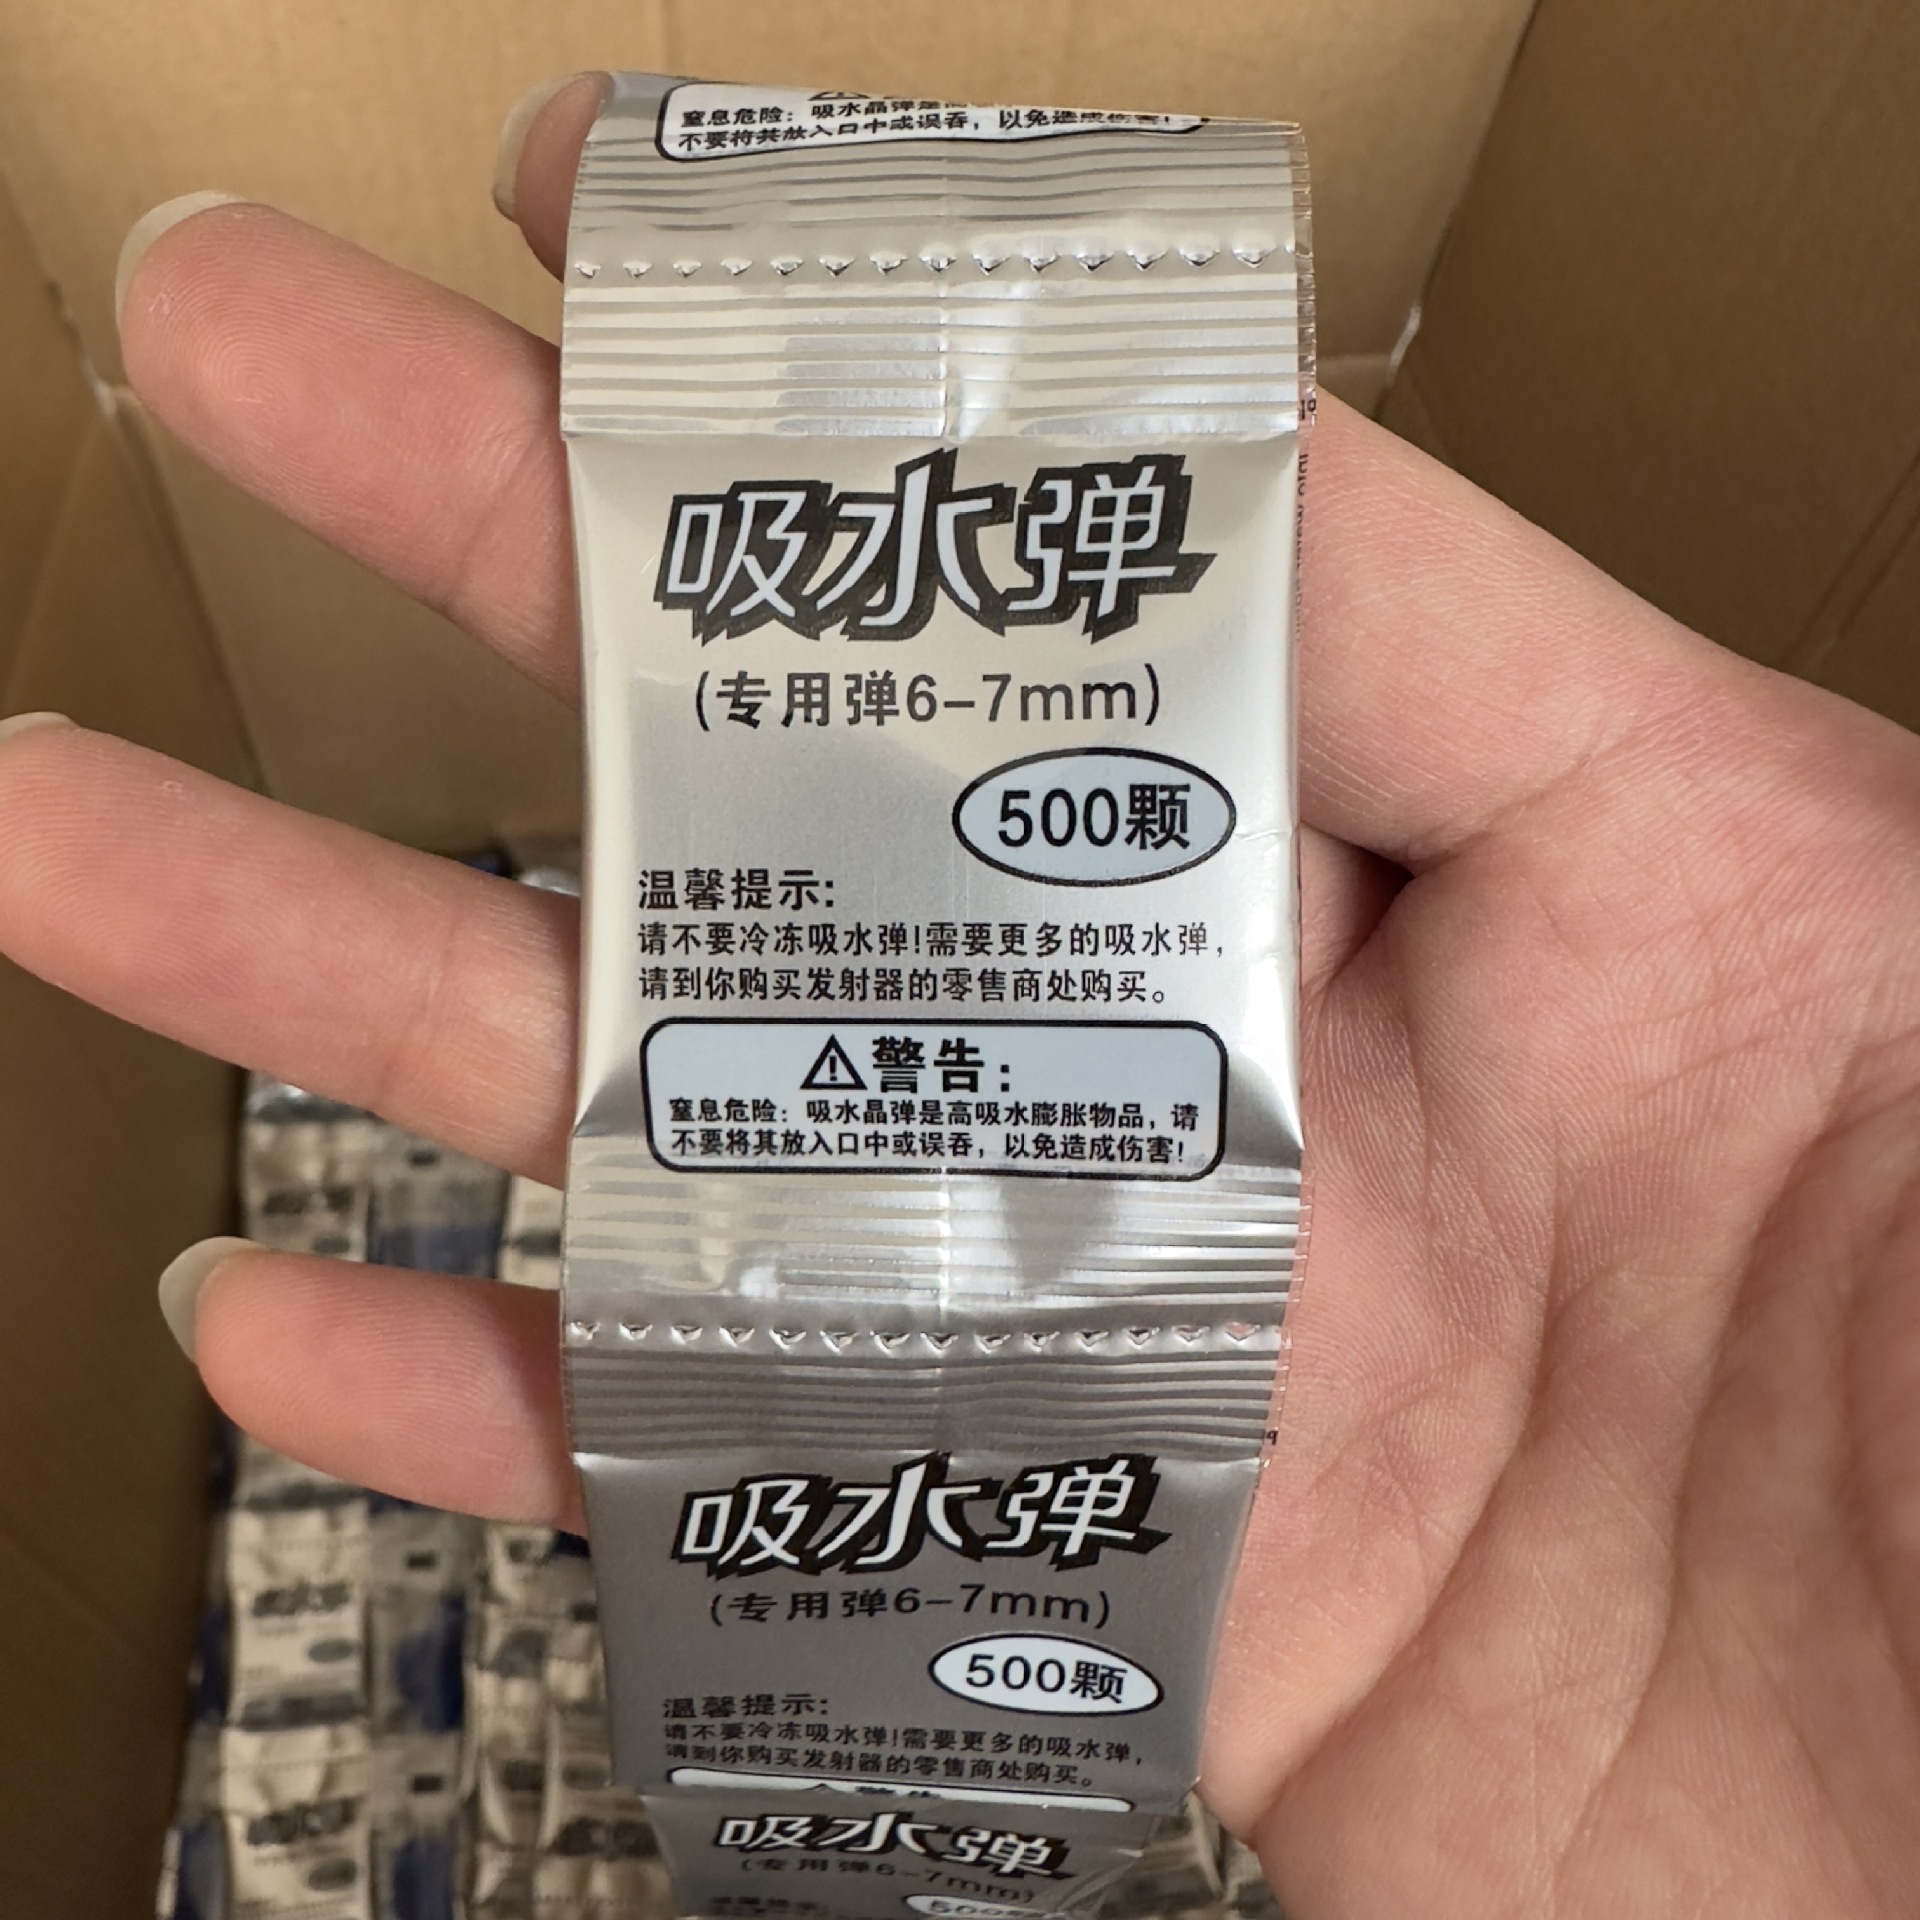 窒息危险：吸水晶弹是高
不要将其放入口中或误吞，以免造成伤害！
吸水弹
(专用弹6-7mm)
500颗
温馨提示:
请不要冷冻吸水弹!需要更多的吸水弹，
请到你购买发射器的零售商处购买。
警告：
窒息危险：吸水晶弹是高吸水膨胀物品，请
不要将其放入口中或误吞，以免造成伤害！
吸水弹
(专用弹6-7mm)
500颗
温馨提示:
请不要冷冻吸水弹!需要更多的吸水弹，
请到你购买发射器的零售商处购买。
吸水弹
(专用弹6-7mm)